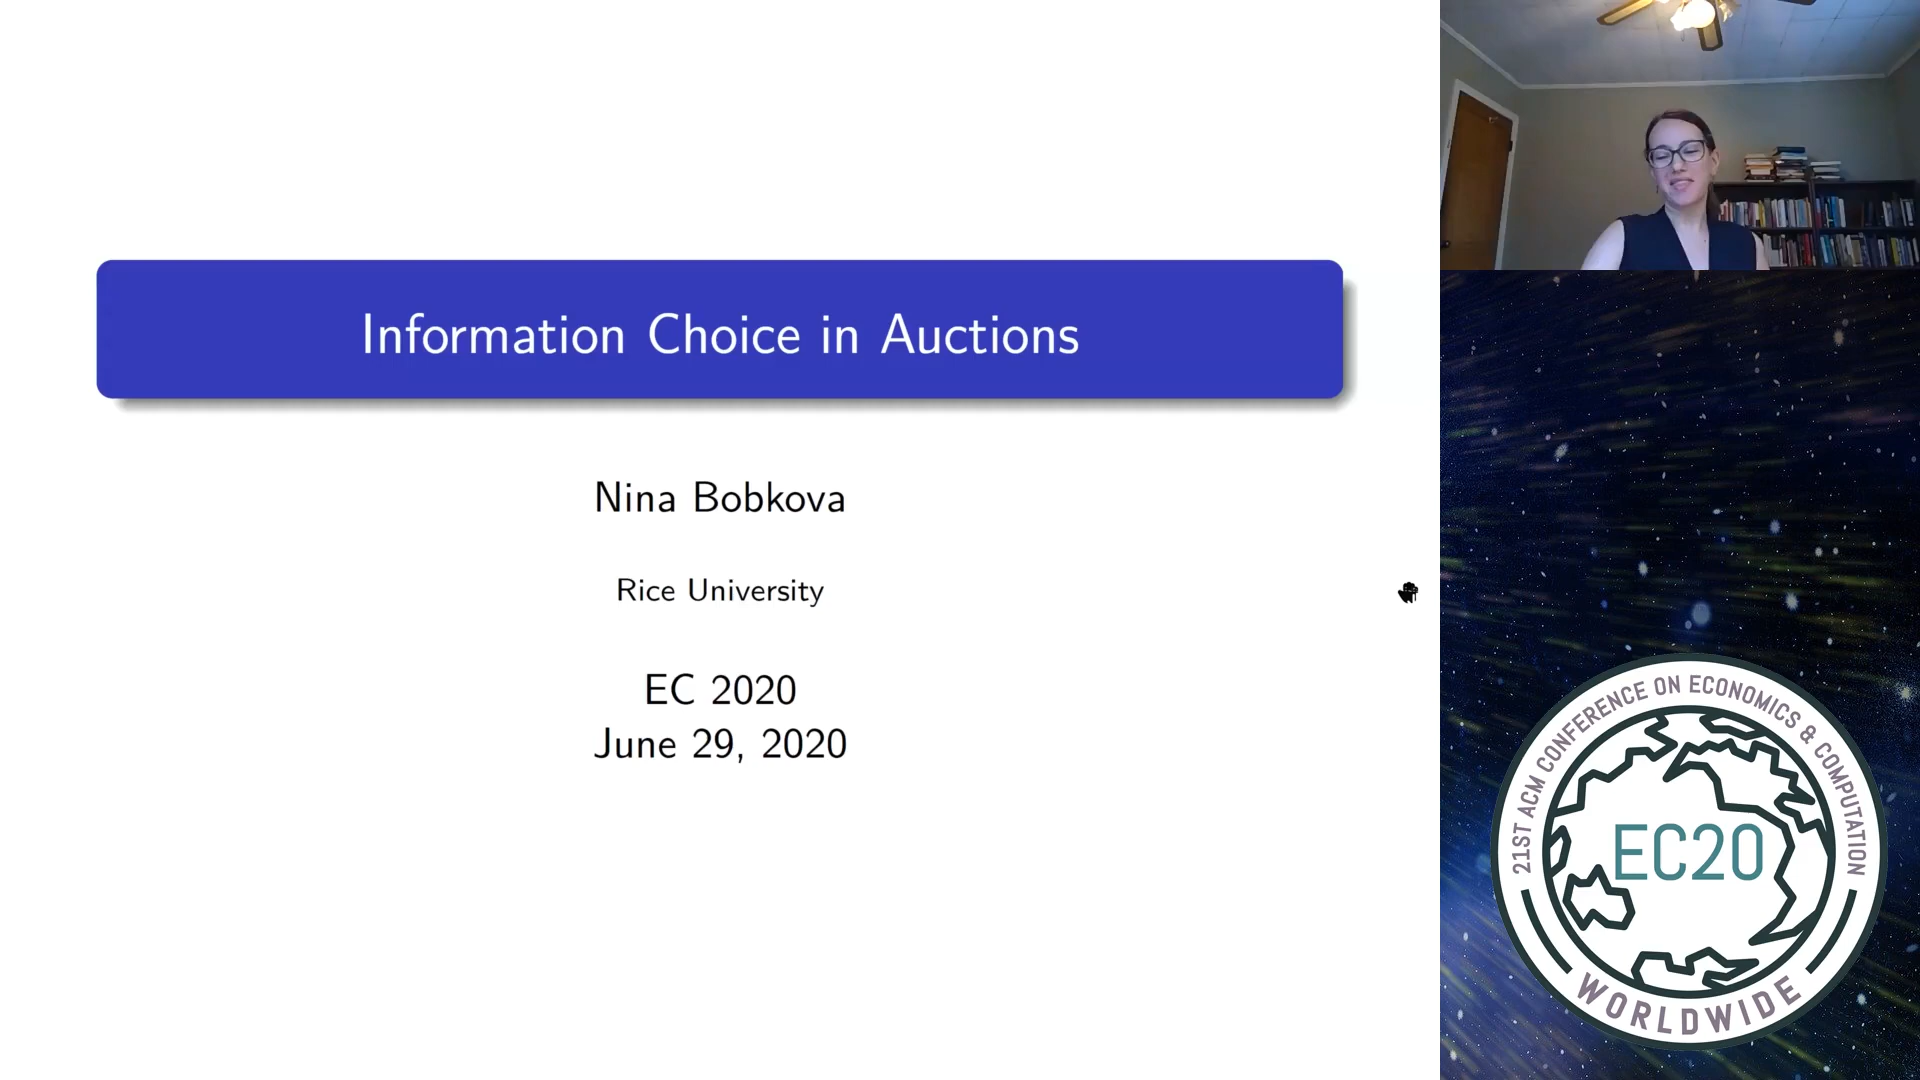 Information Choice in Auctions
Nina Bobkova
Rice University
EC 2020
June 29, 2020
21ST ACM CONFERENCE ON ECONOMICS & COMPUTATION
EC20
WORLDWIDE